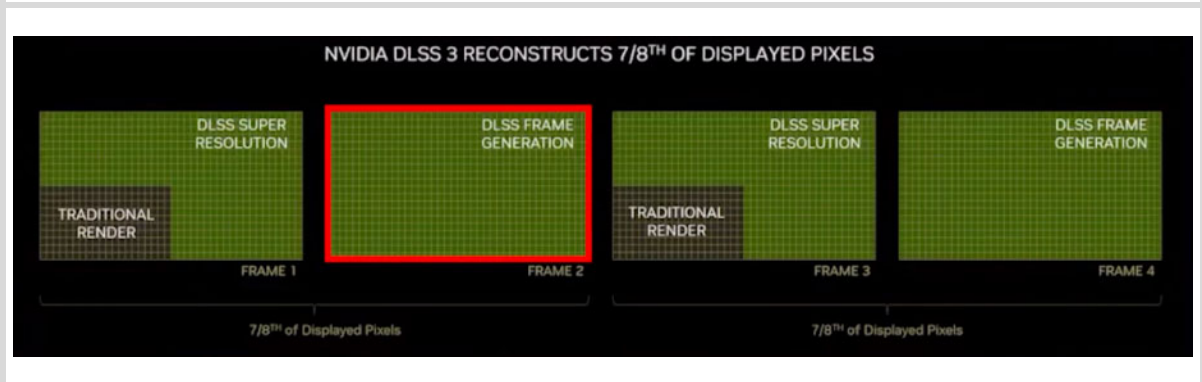 NVIDIA DLSS 3 RECONSTRUCTS 7/8TH OF DISPLAYED PIXELS
DLSS SUPER
RESOLUTION
TRADITIONAL
RENDER
FRAME 1
DLSS FRAME
GENERATION
FRAME 2
DLSS SUPER
RESOLUTION
TRADITIONAL
RENDER
FRAME 3
DLSS FRAME
GENERATION
FRAME 4
7/8TH of Displayed Pixels
7/8TH of Displayed Pixels